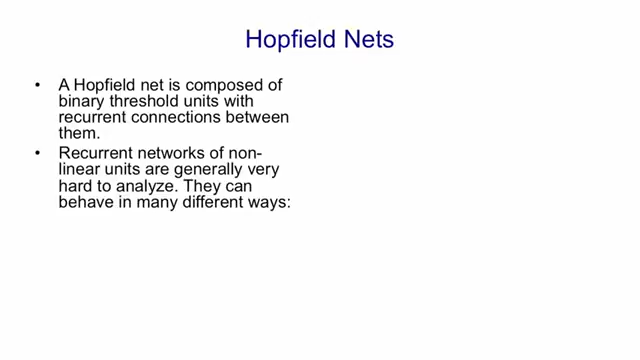 Hopfield Nets
• A Hopfield net is composed of
binary threshold units with
recurrent connections between
them.
• Recurrent networks of non-
linear units are generally very
hard to analyze. They can
behave in many different ways: